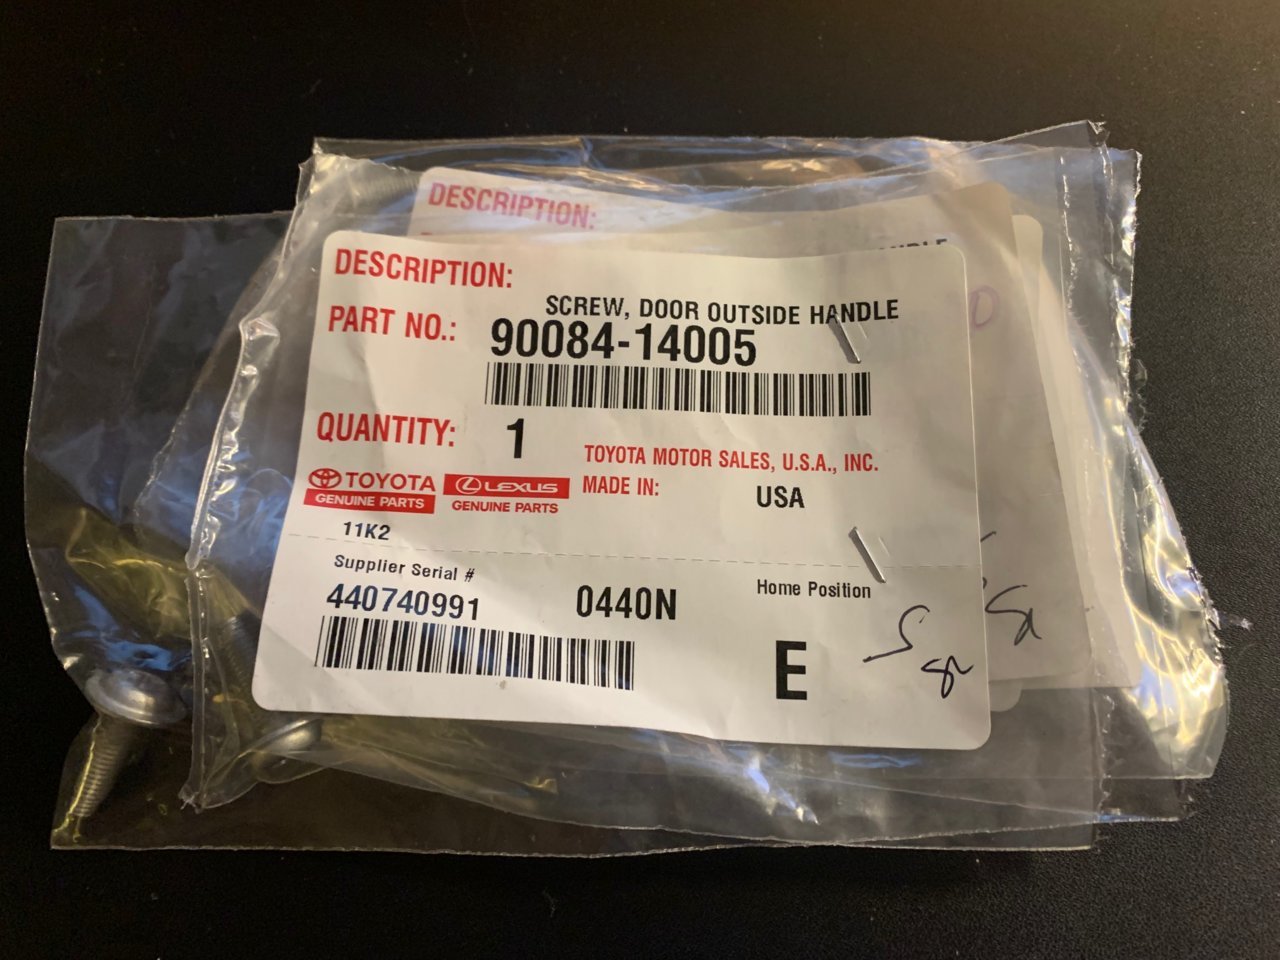 DESCRIPTION:
HANDLE
DESCRIPTION:
SCREW, DOOR OUTSIDE HANDLE
PART NO.:
90084-14005
QUANTITY:
1
TOYOTA MOTOR SALES, U.S.A., INC.
TOYOTA
GENUINE PARTS
LEXUS
GENUINE PARTS
MADE IN:
USA
11K2
Supplier Serial #
440740991
0440N
Home Position
E